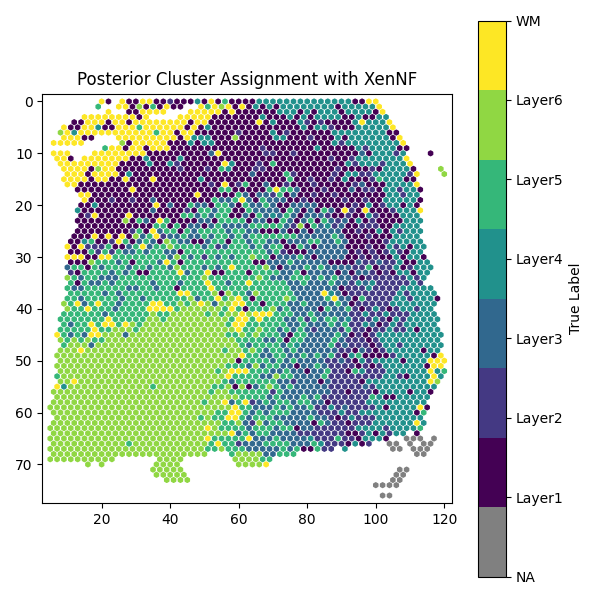 Posterior Cluster Assignment with XenNF
0
10
20
30
40
50
60
70
20
40
60
80
100
120
WM
Layer6
Layer5
Layer4
Layer3
Layer2
Layer1
NA
True Label